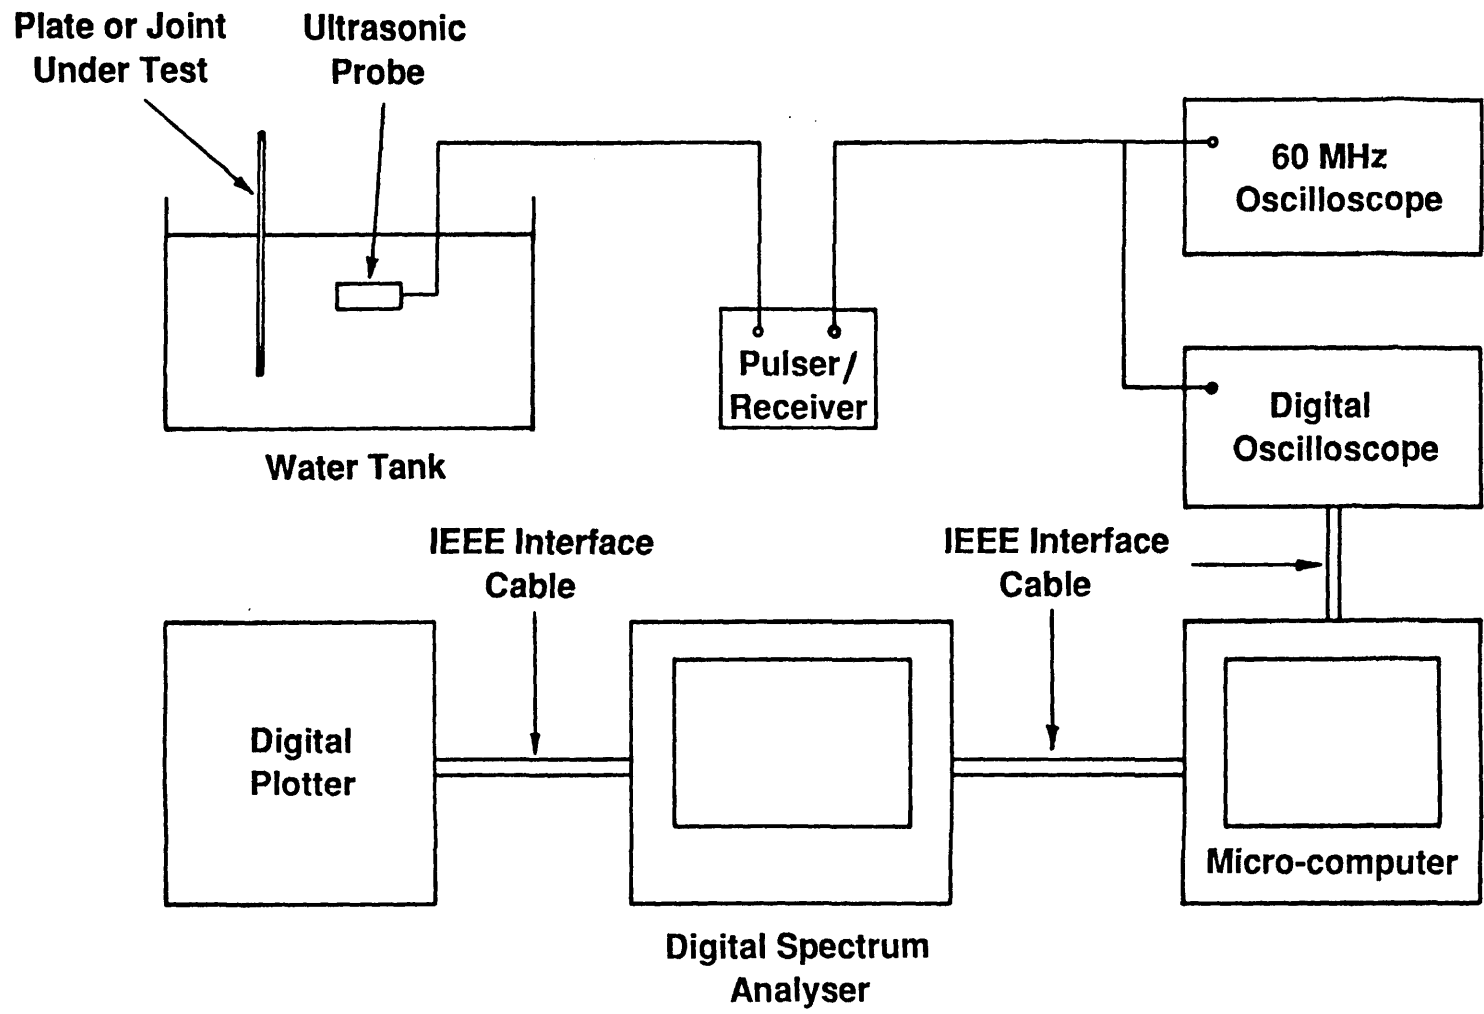 Plate or Joint
Under Test
Ultrasonic
Probe
60 MHz
Oscilloscope
Pulser/
Receiver
Digital
Oscilloscope
Water Tank
IEEE Interface
Cable
IEEE Interface
Cable
Digital
Plotter
Micro-computer
Digital Spectrum
Analyser